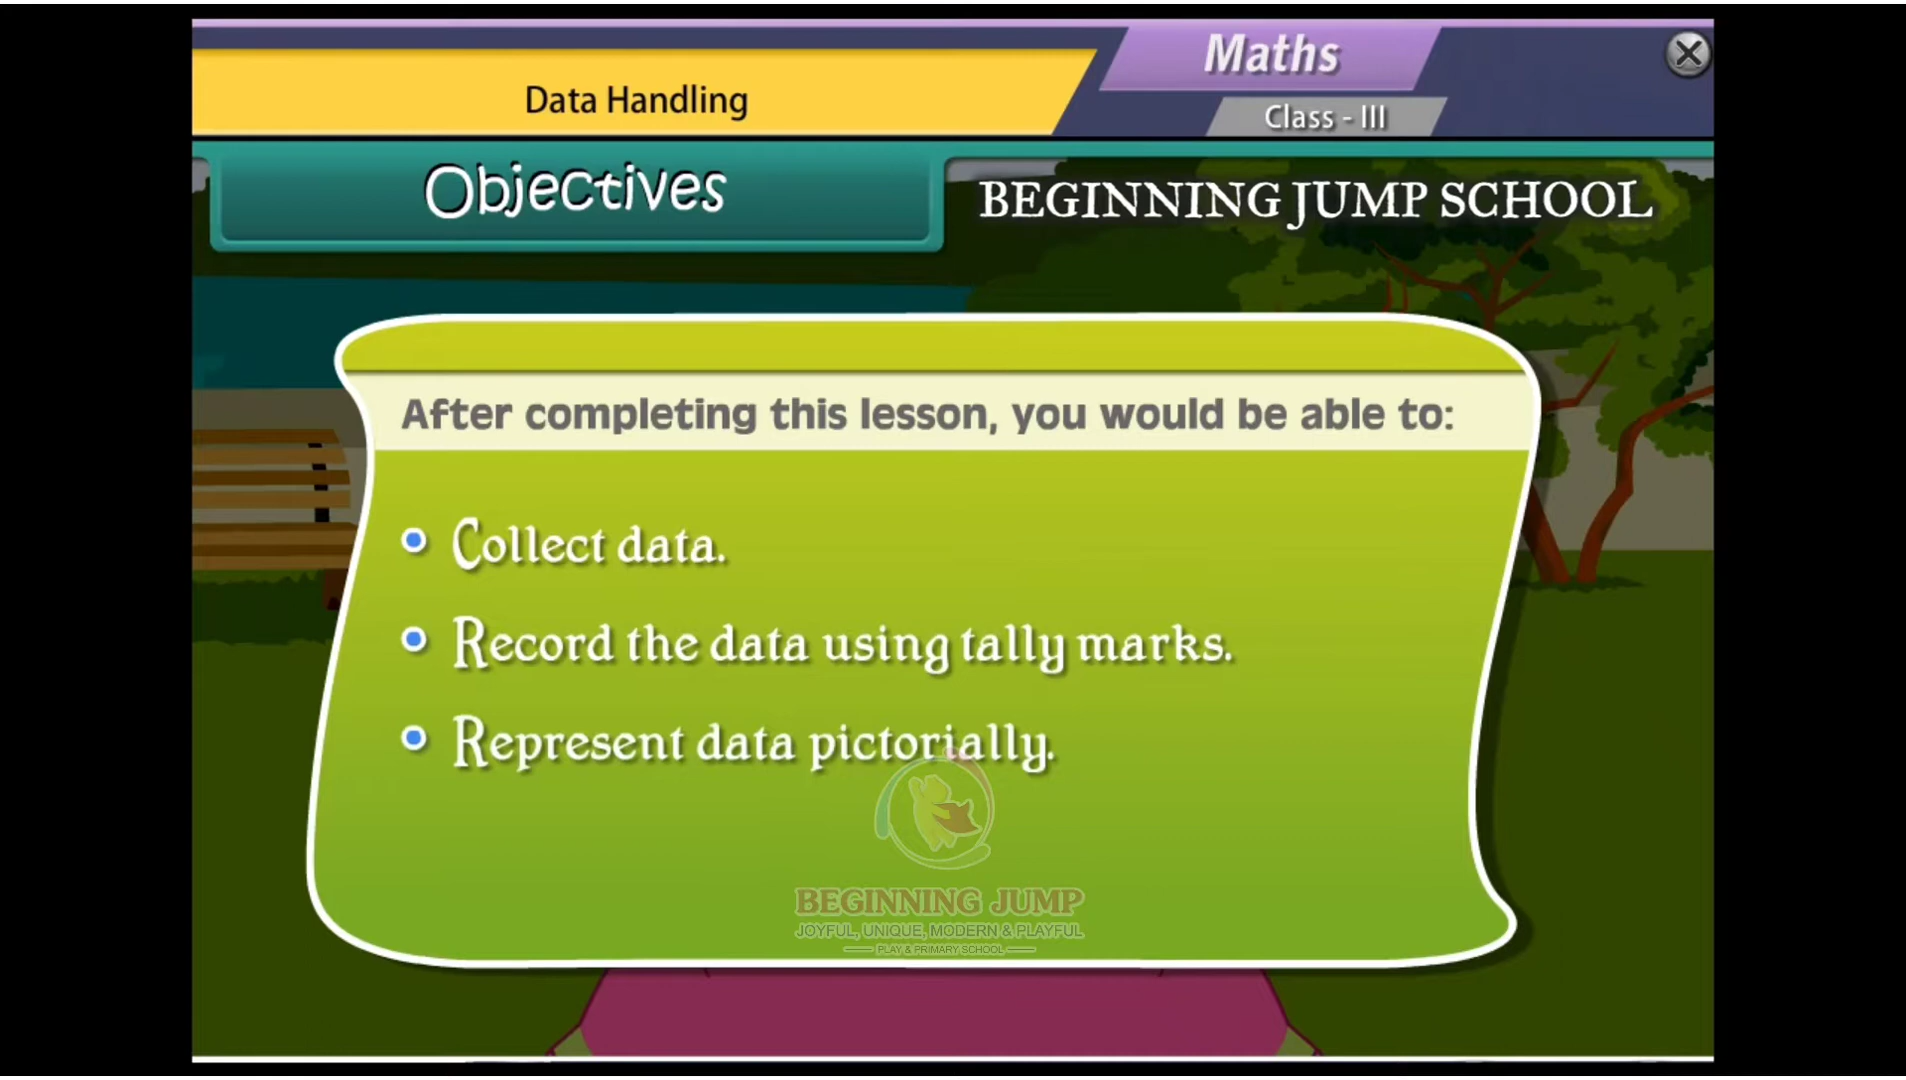 Maths
Data Handling
Class - III
Objectives
BEGINNING JUMP SCHOOL
After completing this lesson, you would be able to:
Collect data.
Record the data using tally marks.
Represent data pictorially.
BEGINNING JUMP
JOYFUL, UNIQUE, MODERN & PLAYFUL
PLAY & PRIMARY SCHOOL